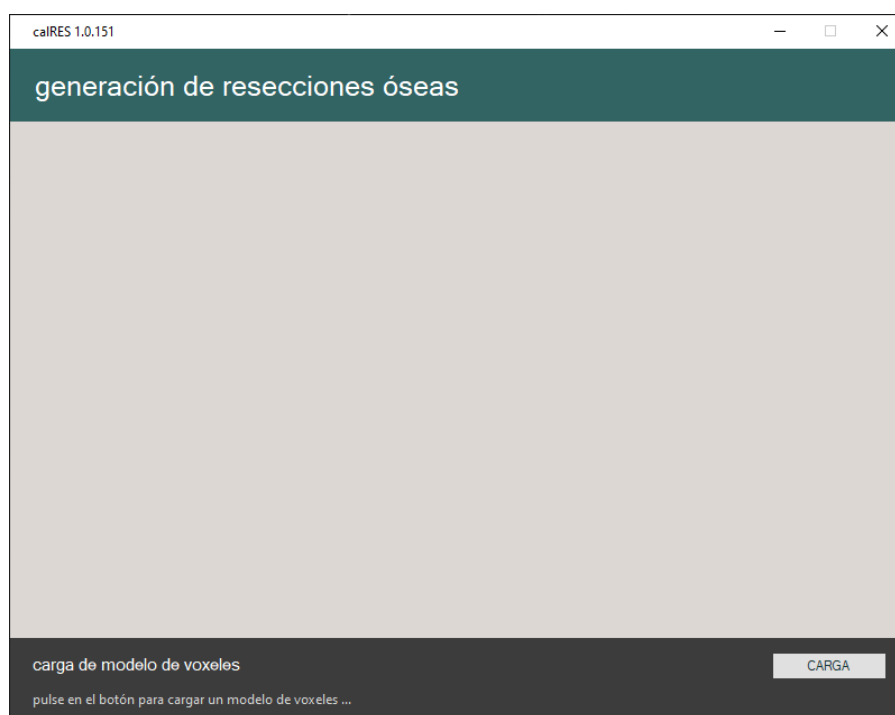 calRES 1.0.151
generación de resecciones óseas
carga de modelo de voxeles
CARGA
pulse en el botón para cargar un modelo de voxeles ...